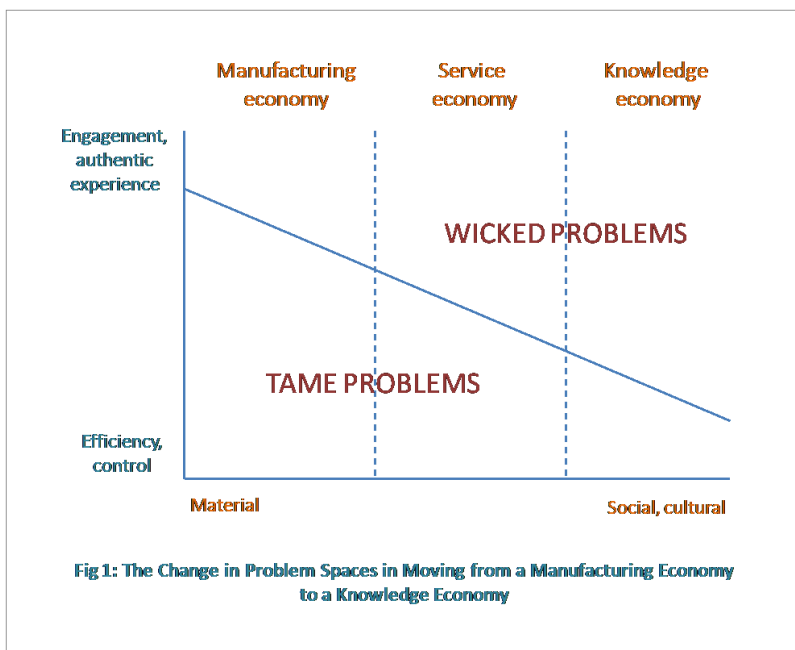 Manufacturing economy
Service economy
Knowledge economy
Engagement,
authentic
experience
WICKED PROBLEMS
TAME PROBLEMS
Efficiency,
control
Material
Social, cultural
Fig 1: The Change in Problem Spaces in Moving from a Manufacturing Economy
to a Knowledge Economy